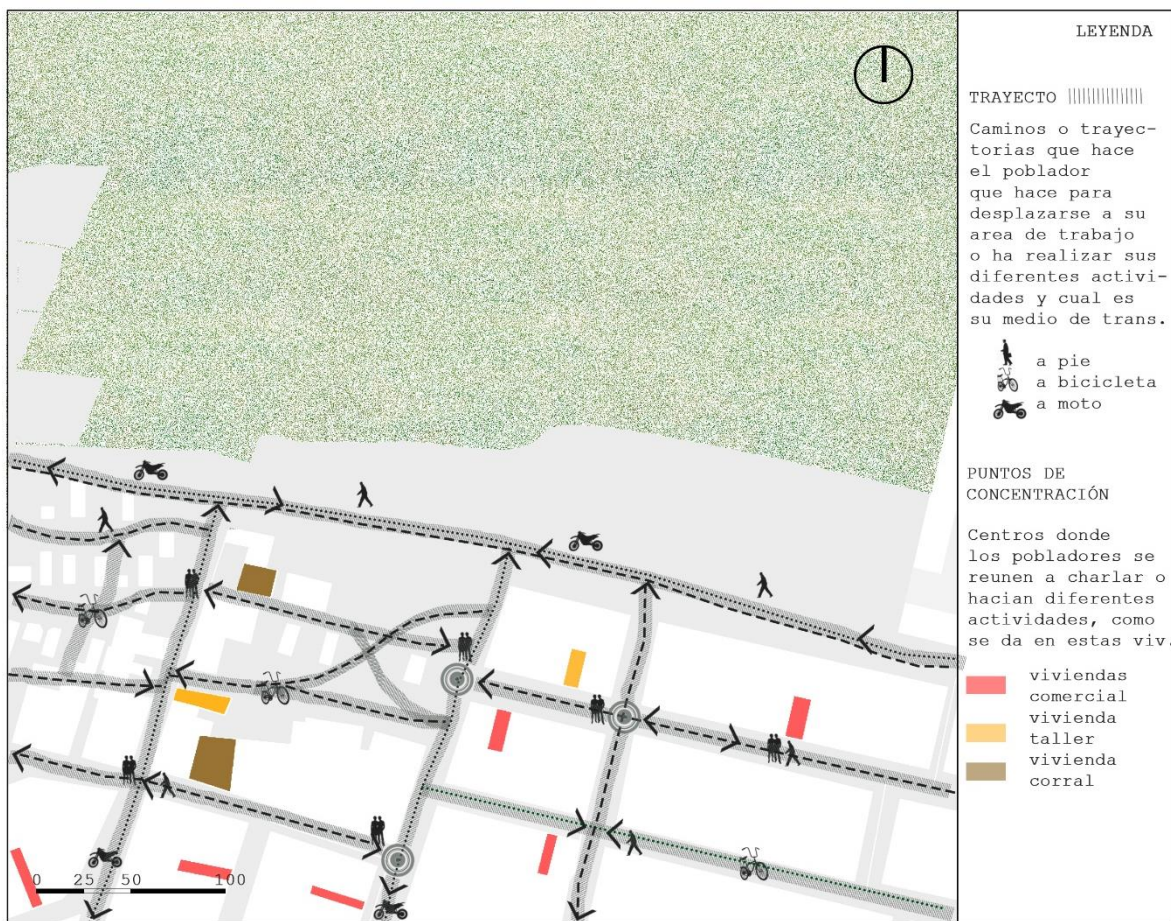 LEYENDA
TRAYECTO
Caminos o trayec-
torias que hace
el poblador
que hace para
desplazarse a su
area de trabajo
o ha realizar sus
diferentes activi-
dades y cual es
su medio de trans.
a pie
a bicicleta
a moto
PUNTOS DE
CONCENTRACIÓN
Centros donde
los pobladores se
reunen a charlar o
hacian diferentes
actividades, como
se da en estas viv.
viviendas
comercial
vivienda
taller
vivienda
corral
0 25 50 100